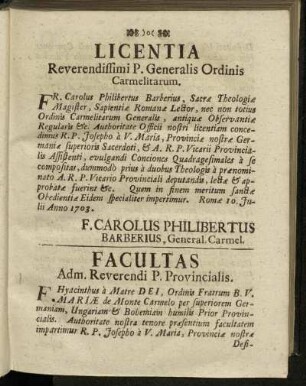 )o(
LICENTIA
Reverendissimi P. Generalis Ordinis
Carmelitarum.
FR. Carolus Philibertus Barberius, Sacræ Theologiæ
Magister, Sapientiæ Romanæ Lector, nec non totius
Ordinis Carmelitarum Generalis, antiquæ Observantiæ
Regularis &c. Authoritate Officii nostri licentiam conce-
dimus R. P. Josepho à V. Maria, Provinciæ nostræ Ger-
maniæ superioris Sacerdoti, & A. R. P. Vicarii Provincia-
lis Assistenti, evulgandi Conciones Quadragesimales à se
compositas, dummodò prius à duobus Theologis à prænomi-
nato A. R. P. Vicario Provinciali deputandis, lectæ & ap-
probatæ fuerint &c. Quem in finem meritum sanctæ
Obedientiæ Eidem specialiter impertimur. Romæ 10. Ju-
lii Anno 1703.
F. CAROLUS PHILIBERTUS
BARBERIUS, General. Carmel.
FACULTAS
Adm. Reverendi P. Provincialis.
F. Hyacinthus à Matre DEI, Ordinis Fratrum B. V.
MARIÆ de Monte Carmelo per superiorem Ger-
maniam, Ungariam & Bohemiam humilis Prior Provin-
cialis. Authoritate nostra tenore præsentium facultatem
impartimur R. P. Josepho à V. Maria, Provinciæ nostræ
Defi-